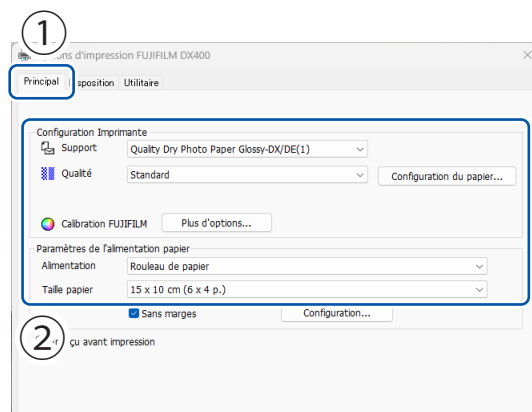 1
ons d'impression FUJIFILM DX400
Principal sposition Utilitaire
Configuration Imprimante
Support Quality Dry Photo Paper Glossy-DX/DE(1)
Qualité Standard Configuration du papier...
Calibration FUJIFILM Plus d'options...
Paramètres de l'alimentation papier
Alimentation Rouleau de papier
Taille papier 15 x 10 cm (6 x 4 p.)
Sans marges Configuration...
2
çu avant impression